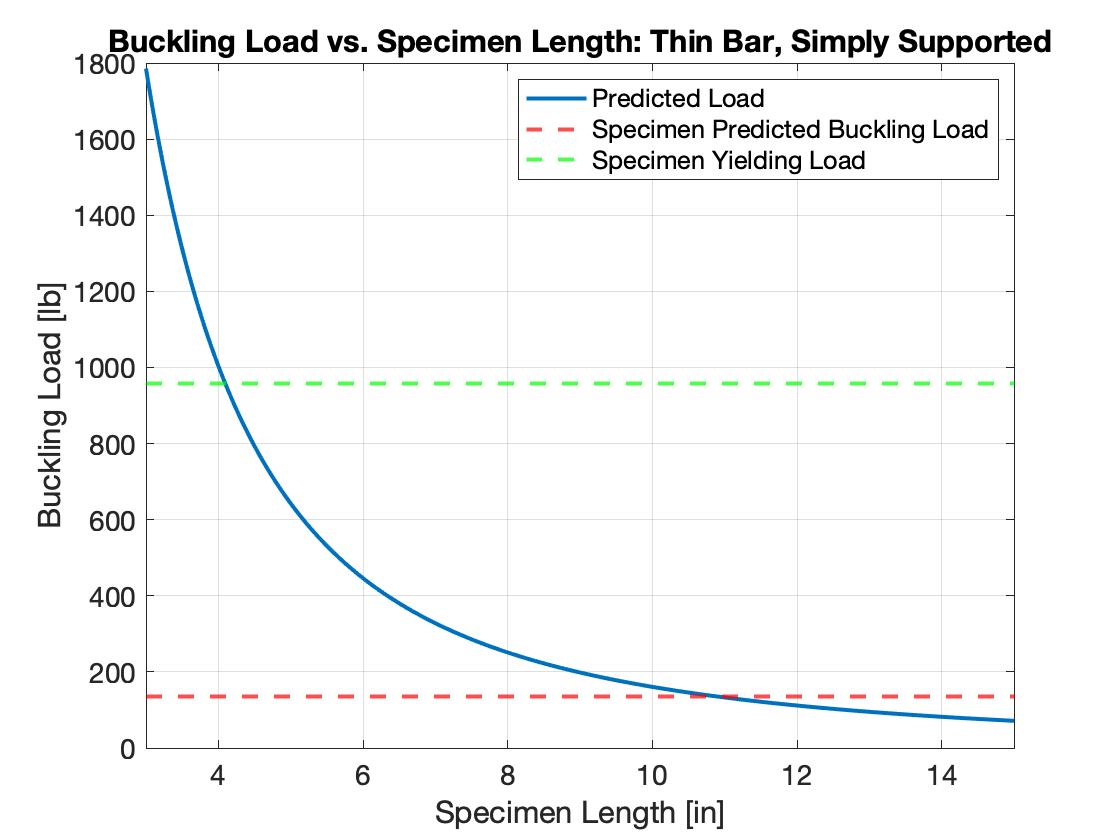 Buckling Load vs. Specimen Length: Thin Bar, Simply Supported
Predicted Load
Specimen Predicted Buckling Load
Specimen Yielding Load
Buckling Load [lb]
1800
1600
1400
1200
1000
800
600
400
200
0
4 6 8 10 12 14
Specimen Length [in]